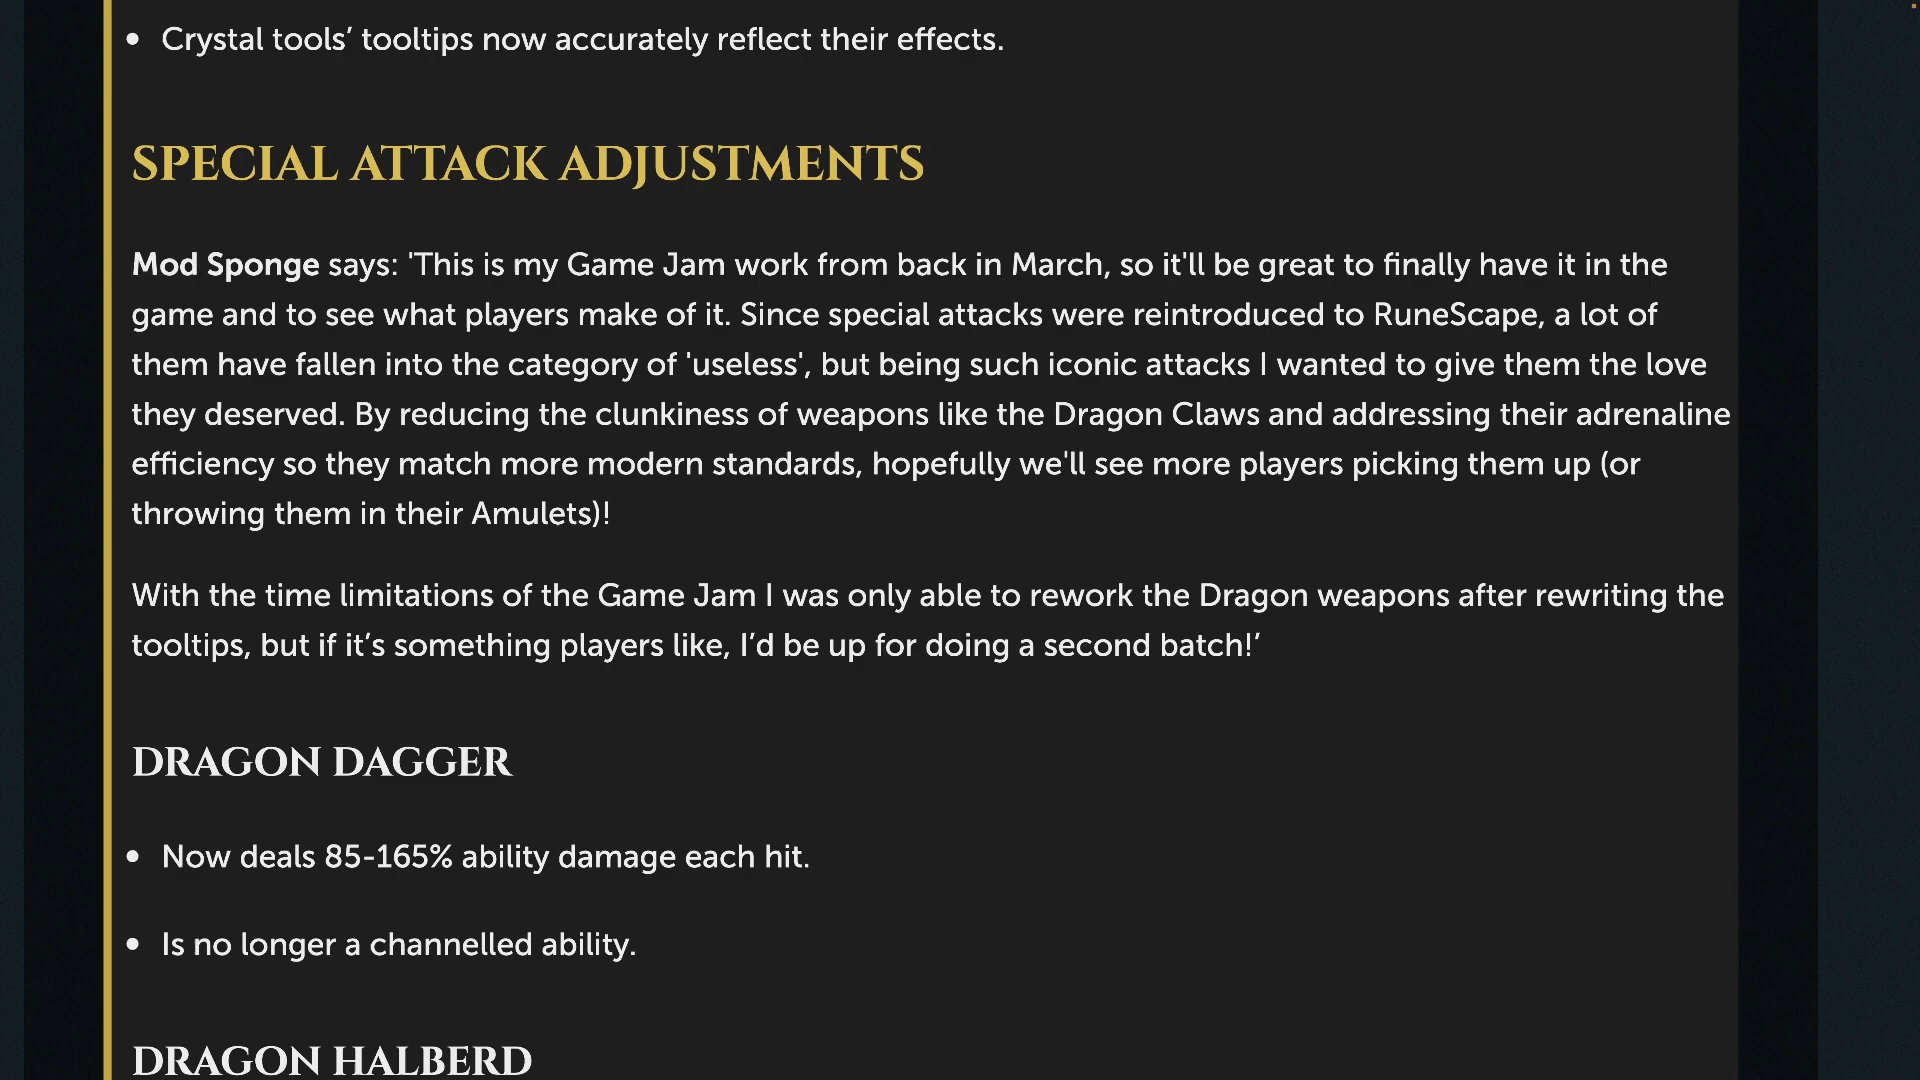 • Crystal tools’ tooltips now accurately reflect their effects.
SPECIAL ATTACK ADJUSTMENTS
Mod Sponge says: 'This is my Game Jam work from back in March, so it'll be great to finally have it in the
game and to see what players make of it. Since special attacks were reintroduced to RuneScape, a lot of
them have fallen into the category of 'useless', but being such iconic attacks I wanted to give them the love
they deserved. By reducing the clunkiness of weapons like the Dragon Claws and addressing their adrenaline
efficiency so they match more modern standards, hopefully we'll see more players picking them up (or
throwing them in their Amulets)!
With the time limitations of the Game Jam I was only able to rework the Dragon weapons after rewriting the
tooltips, but if it’s something players like, I’d be up for doing a second batch!’
DRAGON DAGGER
• Now deals 85-165% ability damage each hit.
• Is no longer a channelled ability.
DRAGON HALBERD